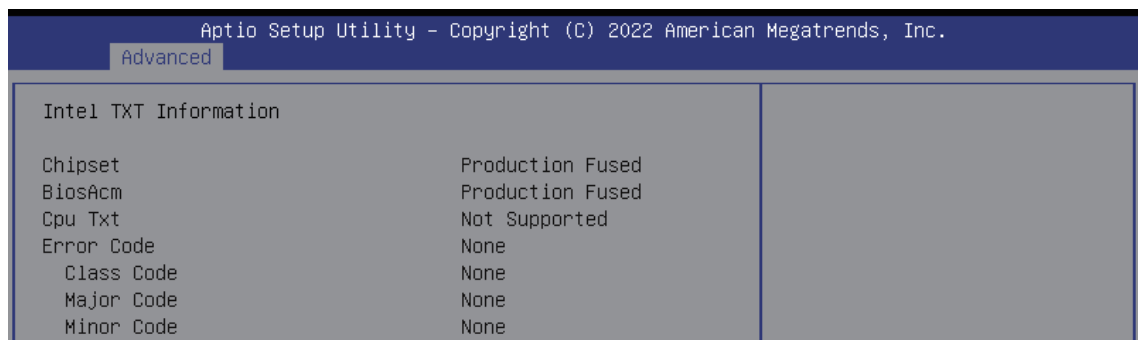 Aptio Setup Utility – Copyright (C) 2022 American Megatrends, Inc.
Advanced
Intel TXT Information
Chipset Production Fused
BiosAcm Production Fused
Cpu Txt Not Supported
Error Code None
Class Code None
Major Code None
Minor Code None